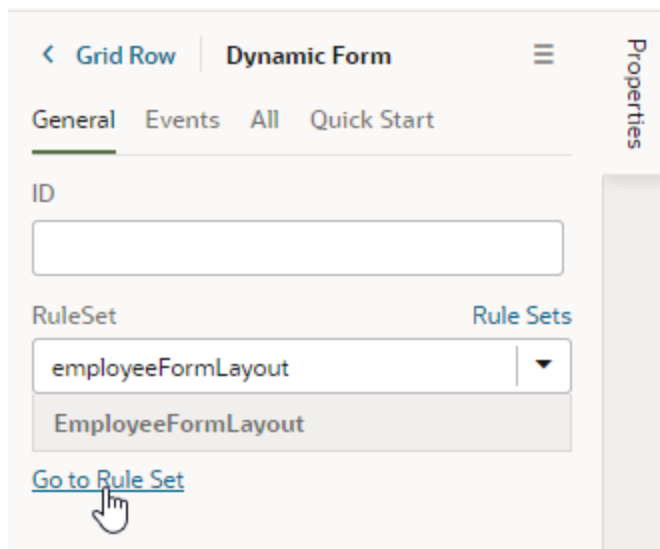 Grid Row Dynamic Form
General Events All Quick Start
ID
RuleSet Rule Sets
employeeFormLayout
EmployeeFormLayout
Go to Rule Set
Properties